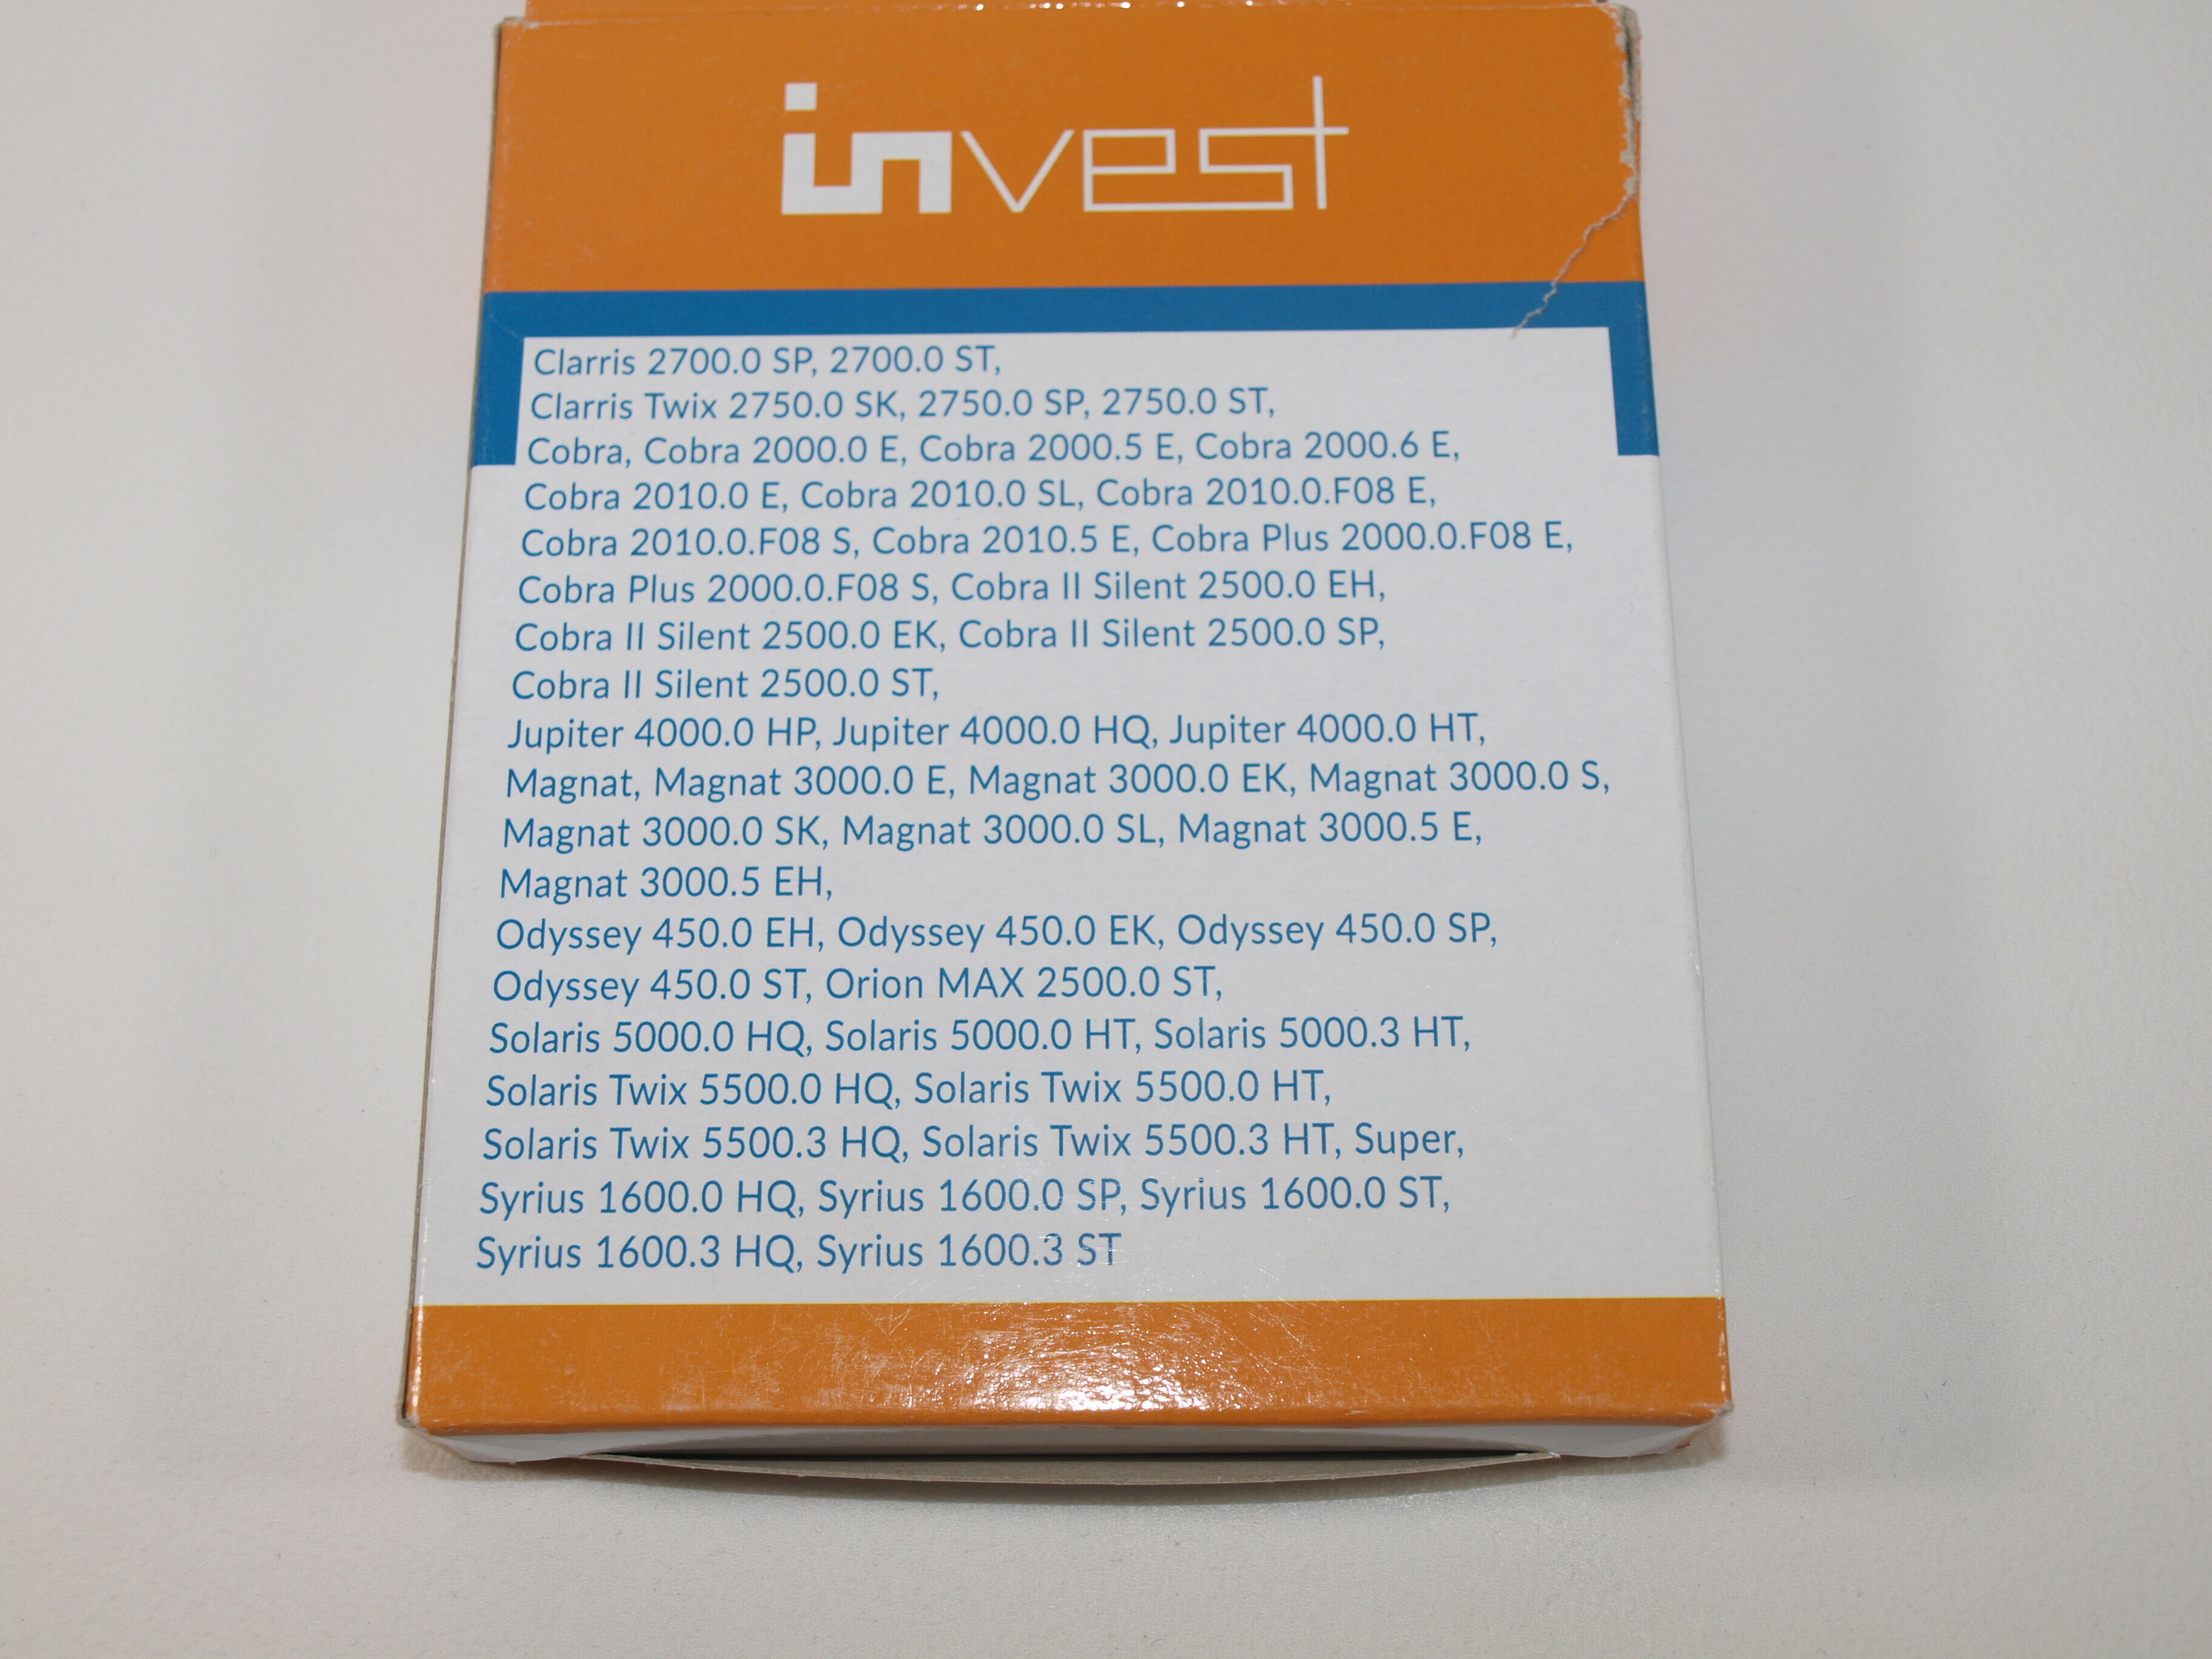 invest
Clarris 2700.0 SP, 2700.0 ST,
Clarris Twix 2750.0 SK, 2750.0 SP, 2750.0 ST,
Cobra, Cobra 2000.0 E, Cobra 2000.5 E, Cobra 2000.6 E,
Cobra 2010.0 E, Cobra 2010.0 SL, Cobra 2010.0.F08 E,
Cobra 2010.0.F08 S, Cobra 2010.5 E, Cobra Plus 2000.0.F08 E,
Cobra Plus 2000.0.F08 S, Cobra II Silent 2500.0 EH,
Cobra II Silent 2500.0 EK, Cobra II Silent 2500.0 SP,
Cobra II Silent 2500.0 ST,
Jupiter 4000.0 HP, Jupiter 4000.0 HQ, Jupiter 4000.0 HT,
Magnat, Magnat 3000.0 E, Magnat 3000.0 EK, Magnat 3000.0 S,
Magnat 3000.0 SK, Magnat 3000.0 SL, Magnat 3000.5 E,
Magnat 3000.5 EH,
Odyssey 450.0 EH, Odyssey 450.0 EK, Odyssey 450.0 SP,
Odyssey 450.0 ST, Orion MAX 2500.0 ST,
Solaris 5000.0 HQ, Solaris 5000.0 HT, Solaris 5000.3 HT,
Solaris Twix 5500.0 HQ, Solaris Twix 5500.0 HT,
Solaris Twix 5500.3 HQ, Solaris Twix 5500.3 HT, Super,
Syrius 1600.0 HQ, Syrius 1600.0 SP, Syrius 1600.0 ST,
Syrius 1600.3 HQ, Syrius 1600.3 ST